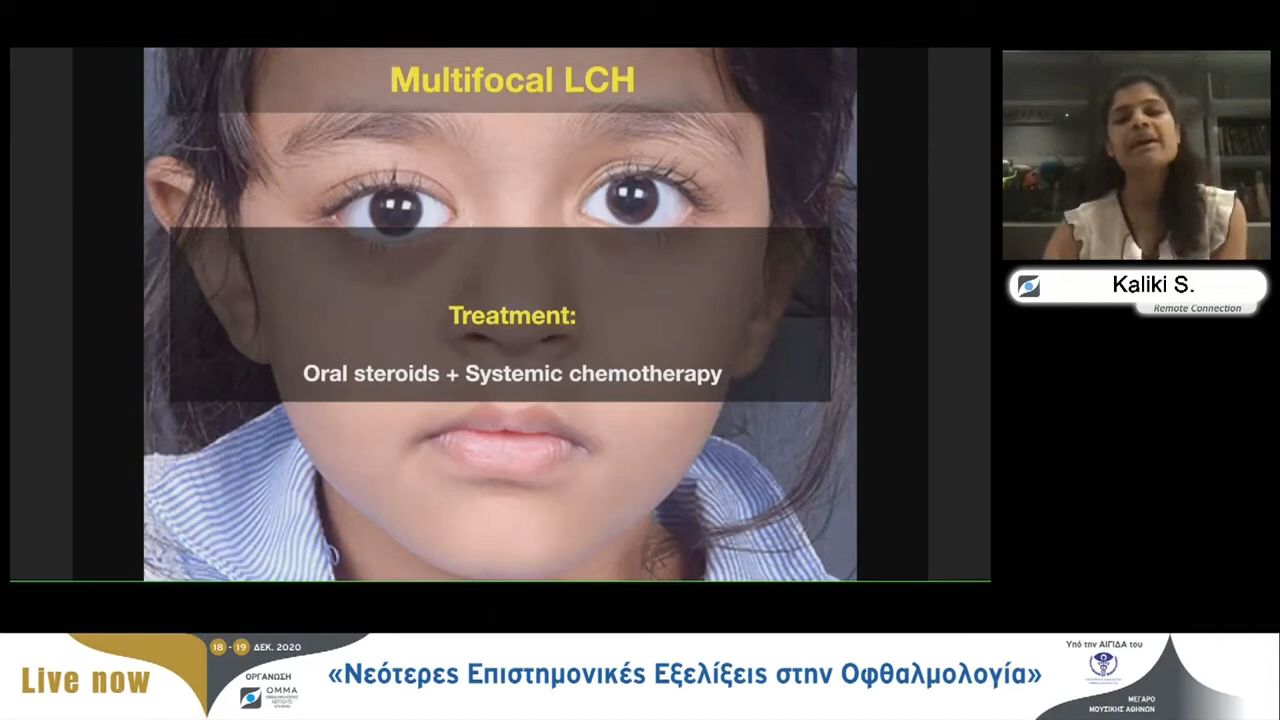 Multifocal LCH
Treatment:
Oral steroids + Systemic chemotherapy
Kaliki S.
Remote Connection
Live now
18 - 19 ΔΕΚ. 2020
ΟΡΓΑΝΩΣΗ
ΟΜΜΑ
«Νεότερες Επιστημονικές Εξελίξεις στην Οφθαλμολογία»
Υπό την ΑΙΓΙΔΑ του
ΜΕΓΑΡΟ
ΜΟΥΣΙΚΗΣ ΑΘΗΝΩΝ